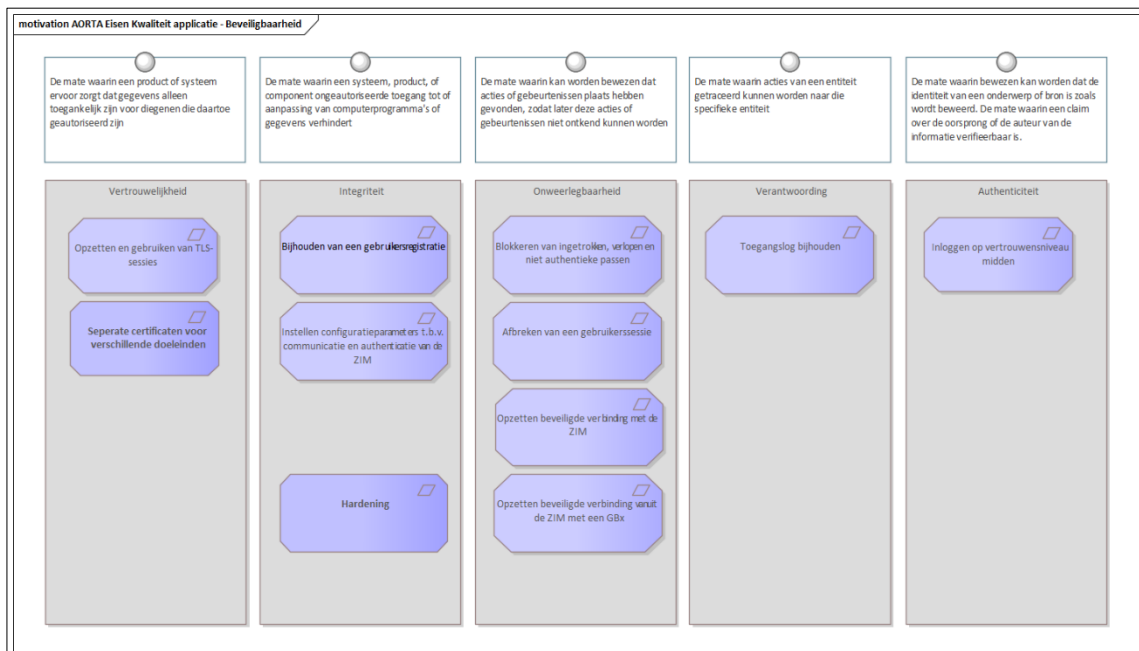 motivation AORTA Eisen Kwaliteit applicatie - Beveiligbaarheid
De mate waarin een product of systeem
ervoor zorgt dat gegevens alleen
toegankelijk zijn voor diegenen die daartoe
geautoriseerd zijn
De mate waarin een systeem, product, of
component ongeautoriseerde toegang tot of
aanpassing van computerprogramma's of
gegevens verhindert
De mate waarin kan worden bewezen dat
acties of gebeurtenissen plaats hebben
gevonden, zodat later deze acties of
gebeurtenissen niet ontkend kunnen worden
De mate waarin acties van een entiteit
getraceerd kunnen worden naar die
specifieke entiteit
De mate waarin bewezen kan worden dat de
identiteit van een onderwerp of bron is zoals
wordt beweerd. De mate waarin een claim
over de oorsprong of de auteur van de
informatie verifieerbaar is.
Vertrouwelijkheid
Opzetten en gebruiken van TLS-
sessies
Seperate certificaten voor
verschillende doeleinden
Integriteit
Bijhouden van een gebruikersregistratie
Instellen configuratieparameters t.b.v.
communicatie en authenticatie van de
ZIM
Hardening
Onweerlegbaarheid
Blokkeren van ingetrokken, verlopen en
niet authentieke passen
Afbreken van een gebruikerssessie
Opzetten beveiligde verbinding met de
ZIM
Opzetten beveiligde verbinding vanuit
de ZIM met een GBx
Verantwoording
Toegangslog bijhouden
Authenticiteit
Inloggen op vertrouwensniveau
midden